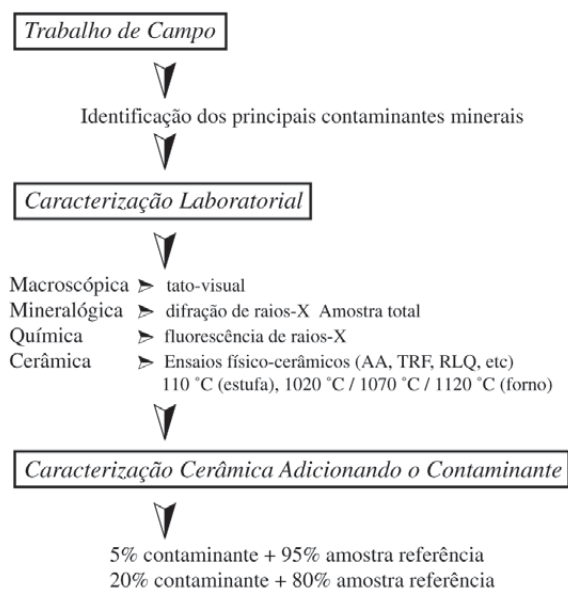 Trabalho de Campo
Identificação dos principais contaminantes minerais
Caracterização Laboratorial
Macroscópica ➢ tato-visual
Mineralógica ➢ difração de raios-X Amostra total
Química ➢ fluorescência de raios-X
Cerâmica ➢ Ensaios físico-cerâmicos (AA, TRF, RLQ, etc)
110 ˚C (estufa), 1020 ˚C / 1070 ˚C / 1120 ˚C (forno)
Caracterização Cerâmica Adicionando o Contaminante
5% contaminante + 95% amostra referência
20% contaminante + 80% amostra referência